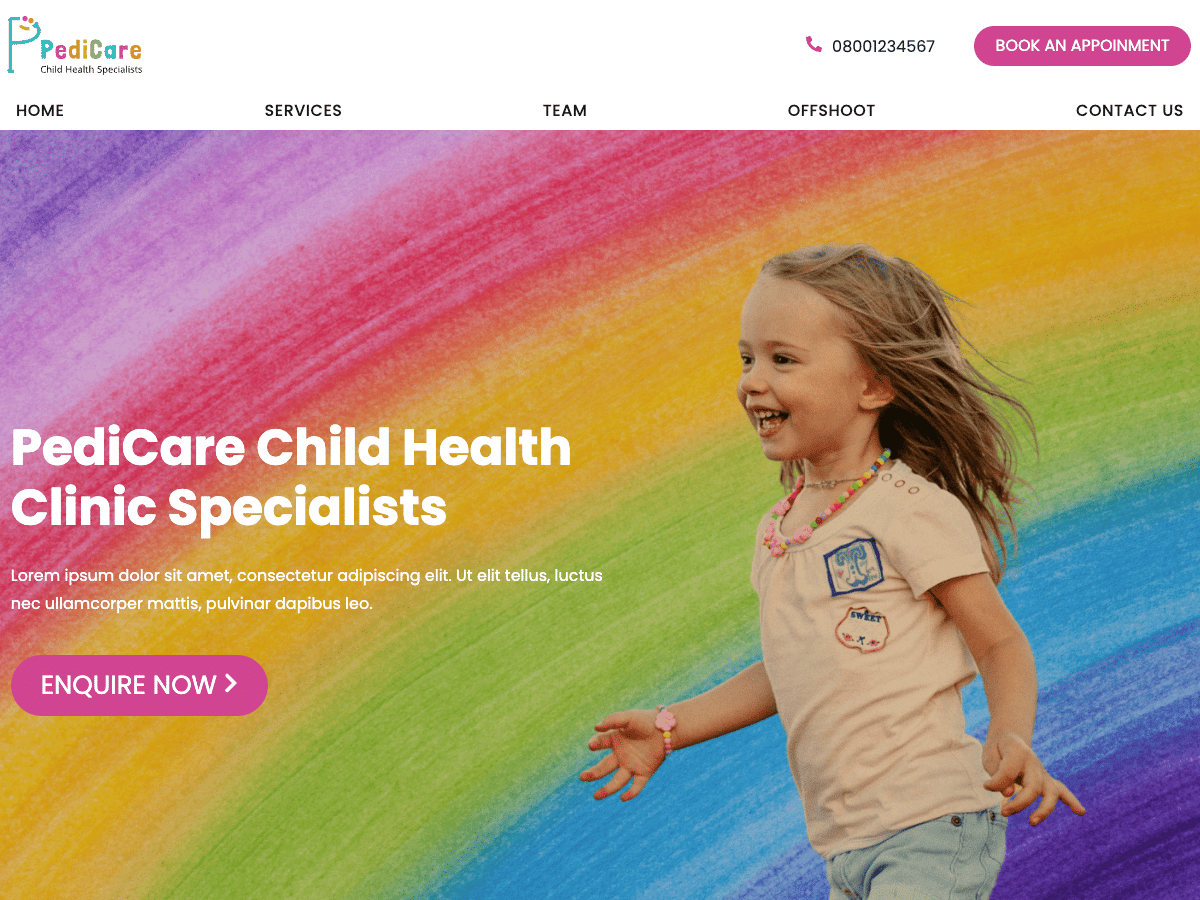 PediCare
Child Health Specialists
08001234567
BOOK AN APPOINMENT
HOME
SERVICES
TEAM
OFFSHOOT
CONTACT US
PediCare Child Health
Clinic Specialists
Lorem ipsum dolor sit amet, consectetur adipiscing elit. Ut elit tellus, luctus
nec ullamcorper mattis, pulvinar dapibus leo.
ENQUIRE NOW
SWEET